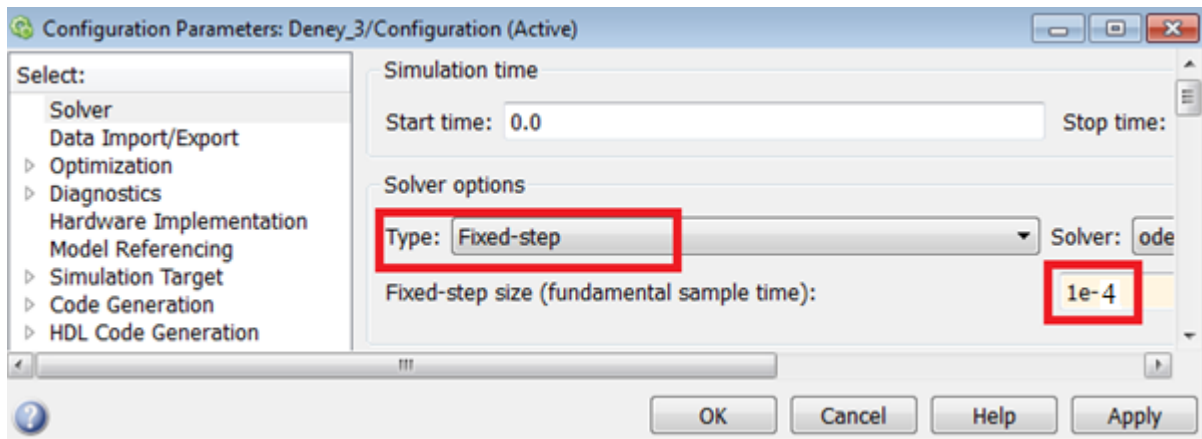 Configuration Parameters: Deney_3/Configuration (Active)
Select:
Solver
Data Import/Export
Optimization
Diagnostics
Hardware Implementation
Model Referencing
Simulation Target
Code Generation
HDL Code Generation
Simulation time
Start time: 0.0 Stop time:
Solver options
Type: Fixed-step Solver: ode
Fixed-step size (fundamental sample time): 1e-4
OK Cancel Help Apply